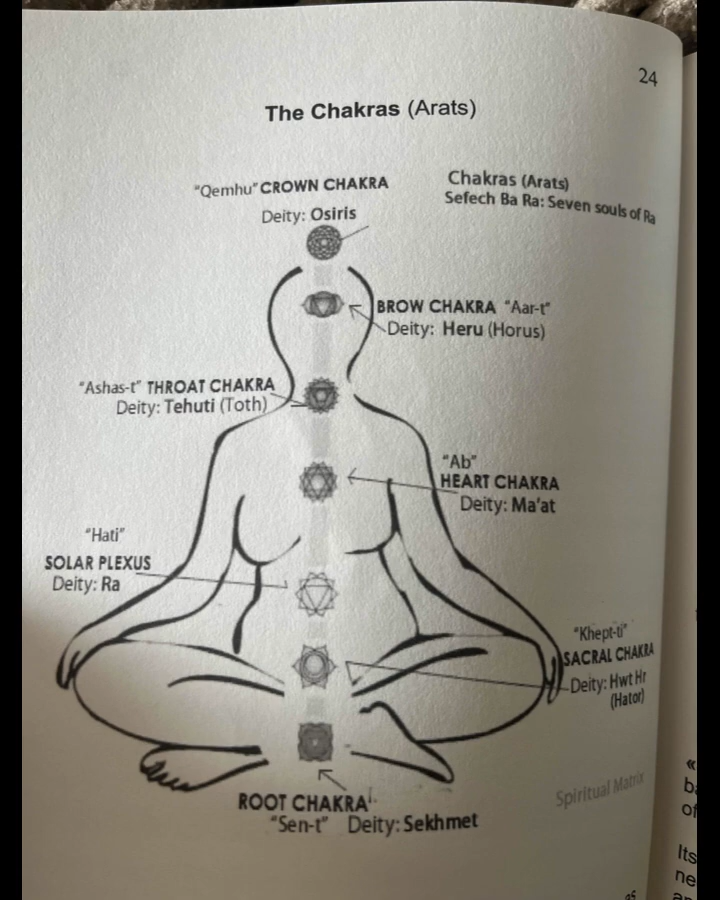 24
The Chakras (Arats)
"Qemhu" CROWN CHAKRA
Deity: Osiris
Chakras (Arats)
Sefech Ba Ra: Seven souls of Ra
BROW CHAKRA "Aar-t"
Deity: Heru (Horus)
"Ashas-t" THROAT CHAKRA
Deity: Tehuti (Toth)
"Ab"
HEART CHAKRA
Deity: Ma'at
"Hati"
SOLAR PLEXUS
Deity: Ra
"Khept-ti"
SACRAL CHAKRA
Deity: Hwt Hr
(Hator)
ROOT CHAKRA
"Sen-t" Deity: Sekhmet
Spiritual Matrix
«
of
Its